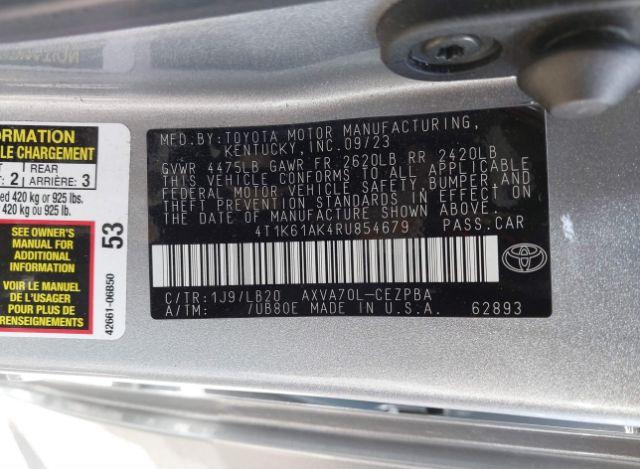 ORMATION
LE CHARGEMENT
REAR
2 ARRIÈRE: 3
ed 420 kg or 925 lbs.
420 kg ou 925 lb.
SEE OWNER'S
MANUAL FOR
ADDITIONAL
INFORMATION
VOIR LE MANUEL
DE L'USAGER
POUR PLUS DE
RENSEIGNEMENTS
53
42661-06B50
MFD.BY:TOYOTA MOTOR MANUFACTURING,
KENTUCKY, INC.09/23
GVWR 4475LB GAWR FR 2620LB RR 2420LB
THIS VEHICLE CONFORMS TO ALL APPLICABLE
FEDERAL MOTOR VEHICLE SAFETY, BUMPER, AND
THEFT PREVENTION STANDARDS IN EFFECT ON
THE DATE OF MANUFACTURE SHOWN ABOVE.
4T1K61AK4RU854679 PASS.CAR
C/TR:1J9/LB20 AXVA70L-CEZPBA
A/TM: /UB80E MADE IN U.S.A. 62893